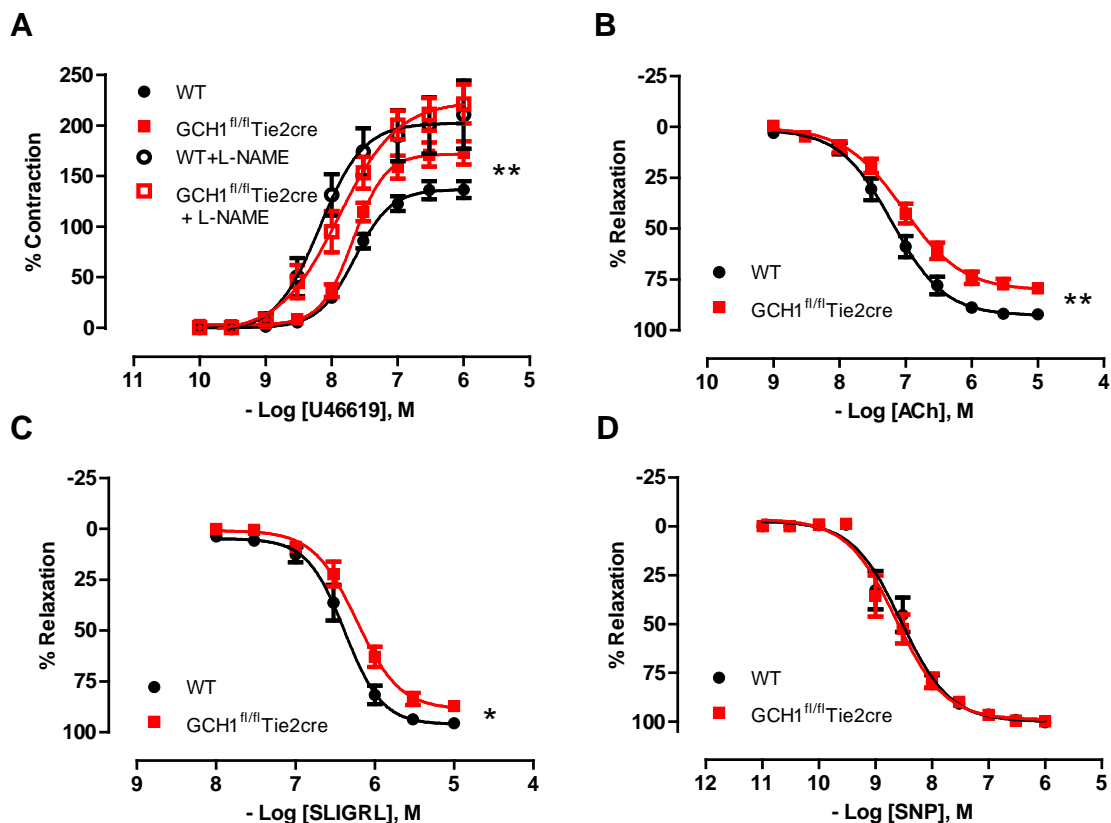 A
% Contraction
250
200
150
100
50
0
WT
GCH1fl/flTie2cre
WT+L-NAME
GCH1fl/flTie2cre
+ L-NAME
**
11 10 9 8 7 6 5
- Log [U46619], M
B
% Relaxation
-25
0
25
50
75
100
WT
GCH1fl/flTie2cre
**
10 9 8 7 6 5 4
- Log [ACh], M
C
% Relaxation
-25
0
25
50
75
100
WT
GCH1fl/flTie2cre
*
9 8 7 6 5 4
- Log [SLIGRL], M
D
% Relaxation
-25
0
25
50
75
100
WT
GCH1fl/flTie2cre
12 11 10 9 8 7 6 5
- Log [SNP], M